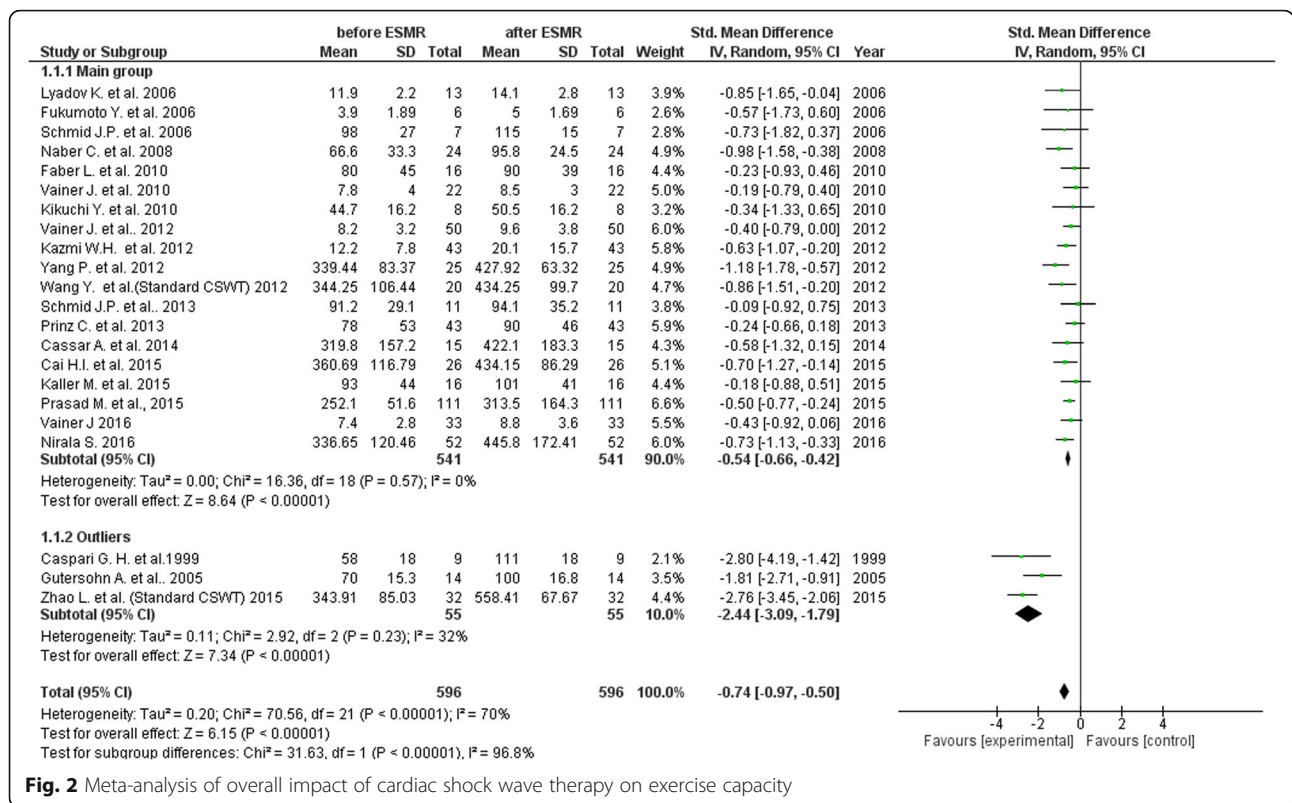 before ESMR after ESMR Std. Mean Difference Std. Mean Difference
Study or Subgroup Mean SD Total Mean SD Total Weight IV, Random, 95% CI Year IV, Random, 95% CI
1.1.1 Main group
Lyadov K. et al. 2006 11.9 2.2 13 14.1 2.8 13 3.9% -0.85 [-1.65, -0.04] 2006
Fukumoto Y. et al. 2006 3.9 1.89 6 5 1.69 6 2.6% -0.57 [-1.73, 0.60] 2006
Schmid J.P. et al. 2006 98 27 7 115 15 7 2.8% -0.73 [-1.82, 0.37] 2006
Naber C. et al. 2008 66.6 33.3 24 95.8 24.5 24 4.9% -0.98 [-1.58, -0.38] 2008
Faber L. et al. 2010 80 45 16 90 39 16 4.4% -0.23 [-0.93, 0.46] 2010
Vainer J. et al. 2010 7.8 4 22 8.5 3 22 5.0% -0.19 [-0.79, 0.40] 2010
Kikuchi Y. et al. 2010 44.7 16.2 8 50.5 16.2 8 3.2% -0.34 [-1.33, 0.65] 2010
Vainer J. et al.. 2012 8.2 3.2 50 9.6 3.8 50 6.1% -0.40 [-0.79, 0.00] 2012
Kazmi W.H. et al. 2012 12.2 7.8 43 20.1 15.7 43 5.8% -0.63 [-1.07, -0.20] 2012
Yang P. et al. 2012 339.44 83.37 25 427.92 63.32 25 4.9% -1.18 [-1.78, -0.57] 2012
Wang Y. et al.(Standard CSWT) 2012 344.25 106.44 20 434.25 99.7 20 4.7% -0.86 [-1.51, -0.20] 2012
Schmid J.P. et al.. 2013 91.2 29.1 11 94.1 35.2 11 3.8% -0.09 [-0.92, 0.75] 2013
Prinz C. et al. 2013 78 53 43 90 46 43 5.9% -0.24 [-0.66, 0.18] 2013
Cassar A. et al. 2014 319.8 157.2 15 422.1 183.3 15 4.3% -0.58 [-1.32, 0.15] 2014
Cai H.I. et al. 2015 360.69 116.79 26 434.15 86.29 26 5.1% -0.70 [-1.27, -0.14] 2015
Kaller M. et al. 2015 93 44 16 101 41 16 4.4% -0.18 [-0.88, 0.51] 2015
Prasad M. et al., 2015 252.1 51.6 111 313.5 164.3 111 6.6% -0.50 [-0.77, -0.24] 2015
Vainer J 2016 7.4 2.8 33 8.8 3.6 33 5.5% -0.43 [-0.92, 0.06] 2016
Nirala S. 2016 336.65 120.46 52 445.8 172.41 52 6.0% -0.73 [-1.13, -0.33] 2016
Subtotal (95% CI) 541 541 90.0% -0.54 [-0.66, -0.42]
Heterogeneity: Tau² = 0.00; Chi² = 16.36, df = 18 (P = 0.57); I² = 0%
Test for overall effect: Z = 8.64 (P < 0.00001)
1.1.2 Outliers
Caspari G. H. et al.1999 58 18 9 111 18 9 2.1% -2.80 [-4.19, -1.42] 1999
Gutersohn A. et al.. 2005 70 15.3 14 100 16.8 14 3.5% -1.81 [-2.71, -0.91] 2005
Zhao L. et al. (Standard CSWT) 2015 343.91 85.03 32 558.41 67.67 32 4.4% -2.76 [-3.45, -2.06] 2015
Subtotal (95% CI) 55 55 10.0% -2.44 [-3.09, -1.79]
Heterogeneity: Tau² = 0.11; Chi² = 2.92, df = 2 (P = 0.23); I² = 32%
Test for overall effect: Z = 7.34 (P < 0.00001)
Total (95% CI) 596 596 100.0% -0.74 [-0.97, -0.50]
Heterogeneity: Tau² = 0.20; Chi² = 70.56, df = 21 (P < 0.00001); I² = 70%
Test for overall effect: Z = 6.15 (P < 0.00001)
Test for subgroup differences: Chi² = 31.63, df = 1 (P < 0.00001), I² = 96.8%
-4 -2 0 2 4
Favours [experimental] Favours [control]
Fig. 2 Meta-analysis of overall impact of cardiac shock wave therapy on exercise capacity